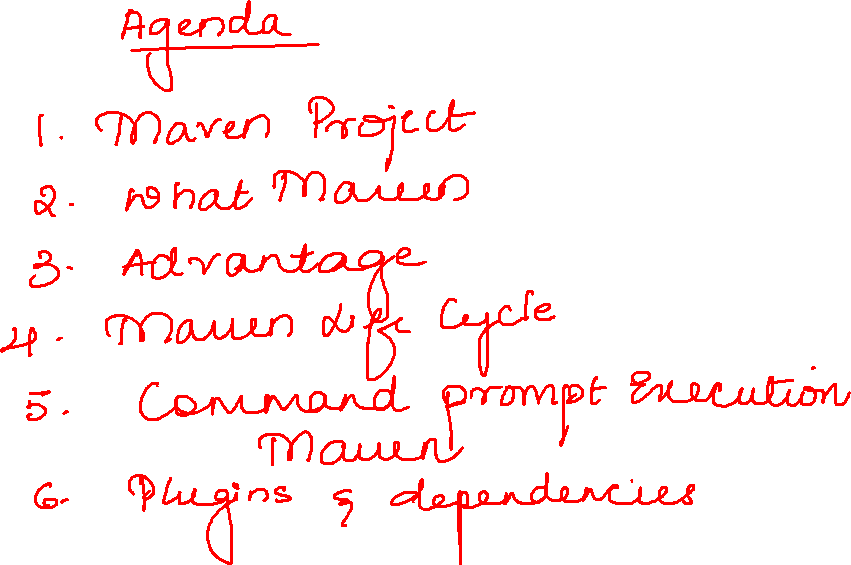 Agenda
1. Maven Project
2. what Maven
3. Advantage
4. Maven Life Cycle
5. Command prompt Execution
Maven
6. Plugins & dependencies